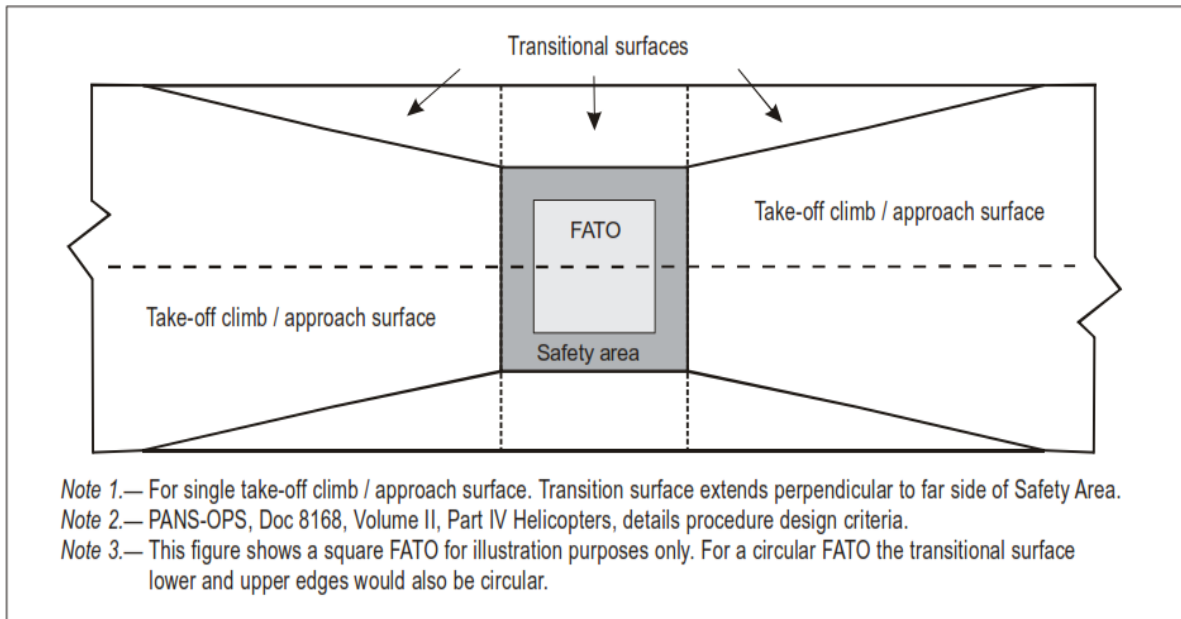 Transitional surfaces
Take-off climb / approach surface
FATO
Take-off climb / approach surface
Safety area
Note 1.— For single take-off climb / approach surface. Transition surface extends perpendicular to far side of Safety Area.
Note 2.— PANS-OPS, Doc 8168, Volume II, Part IV Helicopters, details procedure design criteria.
Note 3.— This figure shows a square FATO for illustration purposes only. For a circular FATO the transitional surface
lower and upper edges would also be circular.